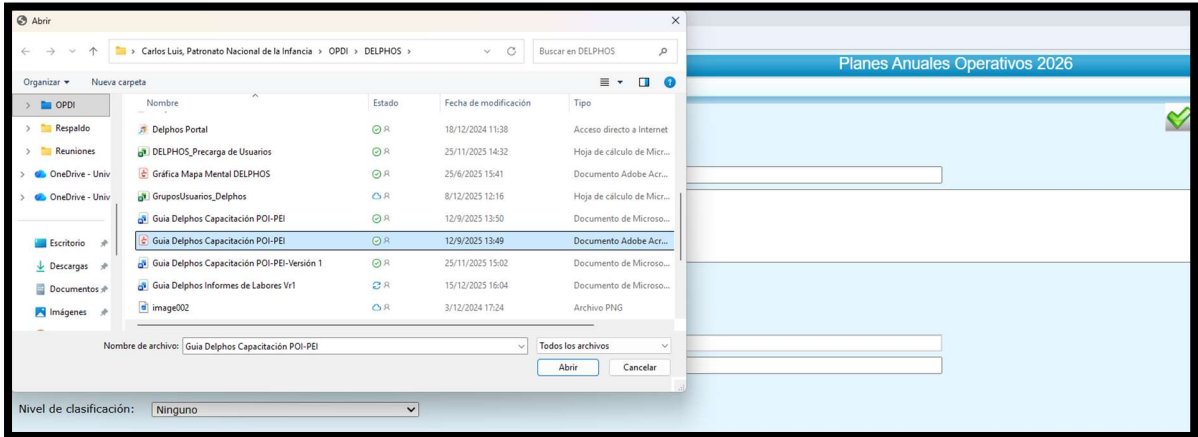 Abrir
Carlos Luis, Patronato Nacional de la Infancia > OPDI > DELPHOS >
Buscar en DELPHOS
Planes Anuales Operativos 2026
Organizar
Nueva carpeta
OPDI
Respaldo
Reuniones
OneDrive - Univ
OneDrive - Univ
Escritorio
Descargas
Documentos
Imágenes
Nombre Estado Fecha de modificación Tipo
Delphos Portal 18/12/2024 11:38 Acceso directo a Internet
DELPHOS_Precarga de Usuarios 25/11/2025 14:32 Hoja de cálculo de Micr...
Gráfica Mapa Mental DELPHOS 25/6/2025 15:41 Documento Adobe Acr...
GruposUsuarios_Delphos 8/12/2025 12:16 Hoja de cálculo de Micr...
Guia Delphos Capacitación POI-PEI 12/9/2025 13:50 Documento de Microso...
Guia Delphos Capacitación POI-PEI 12/9/2025 13:49 Documento Adobe Acr...
Guia Delphos Capacitación POI-PEI-Versión 1 25/11/2025 15:02 Documento de Microso...
Guia Delphos Informes de Labores Vr1 15/12/2025 16:04 Documento de Microso...
image002 3/12/2024 17:24 Archivo PNG
Nombre de archivo: Guia Delphos Capacitación POI-PEI
Todos los archivos
Abrir
Cancelar
Nivel de clasificación: Ninguno